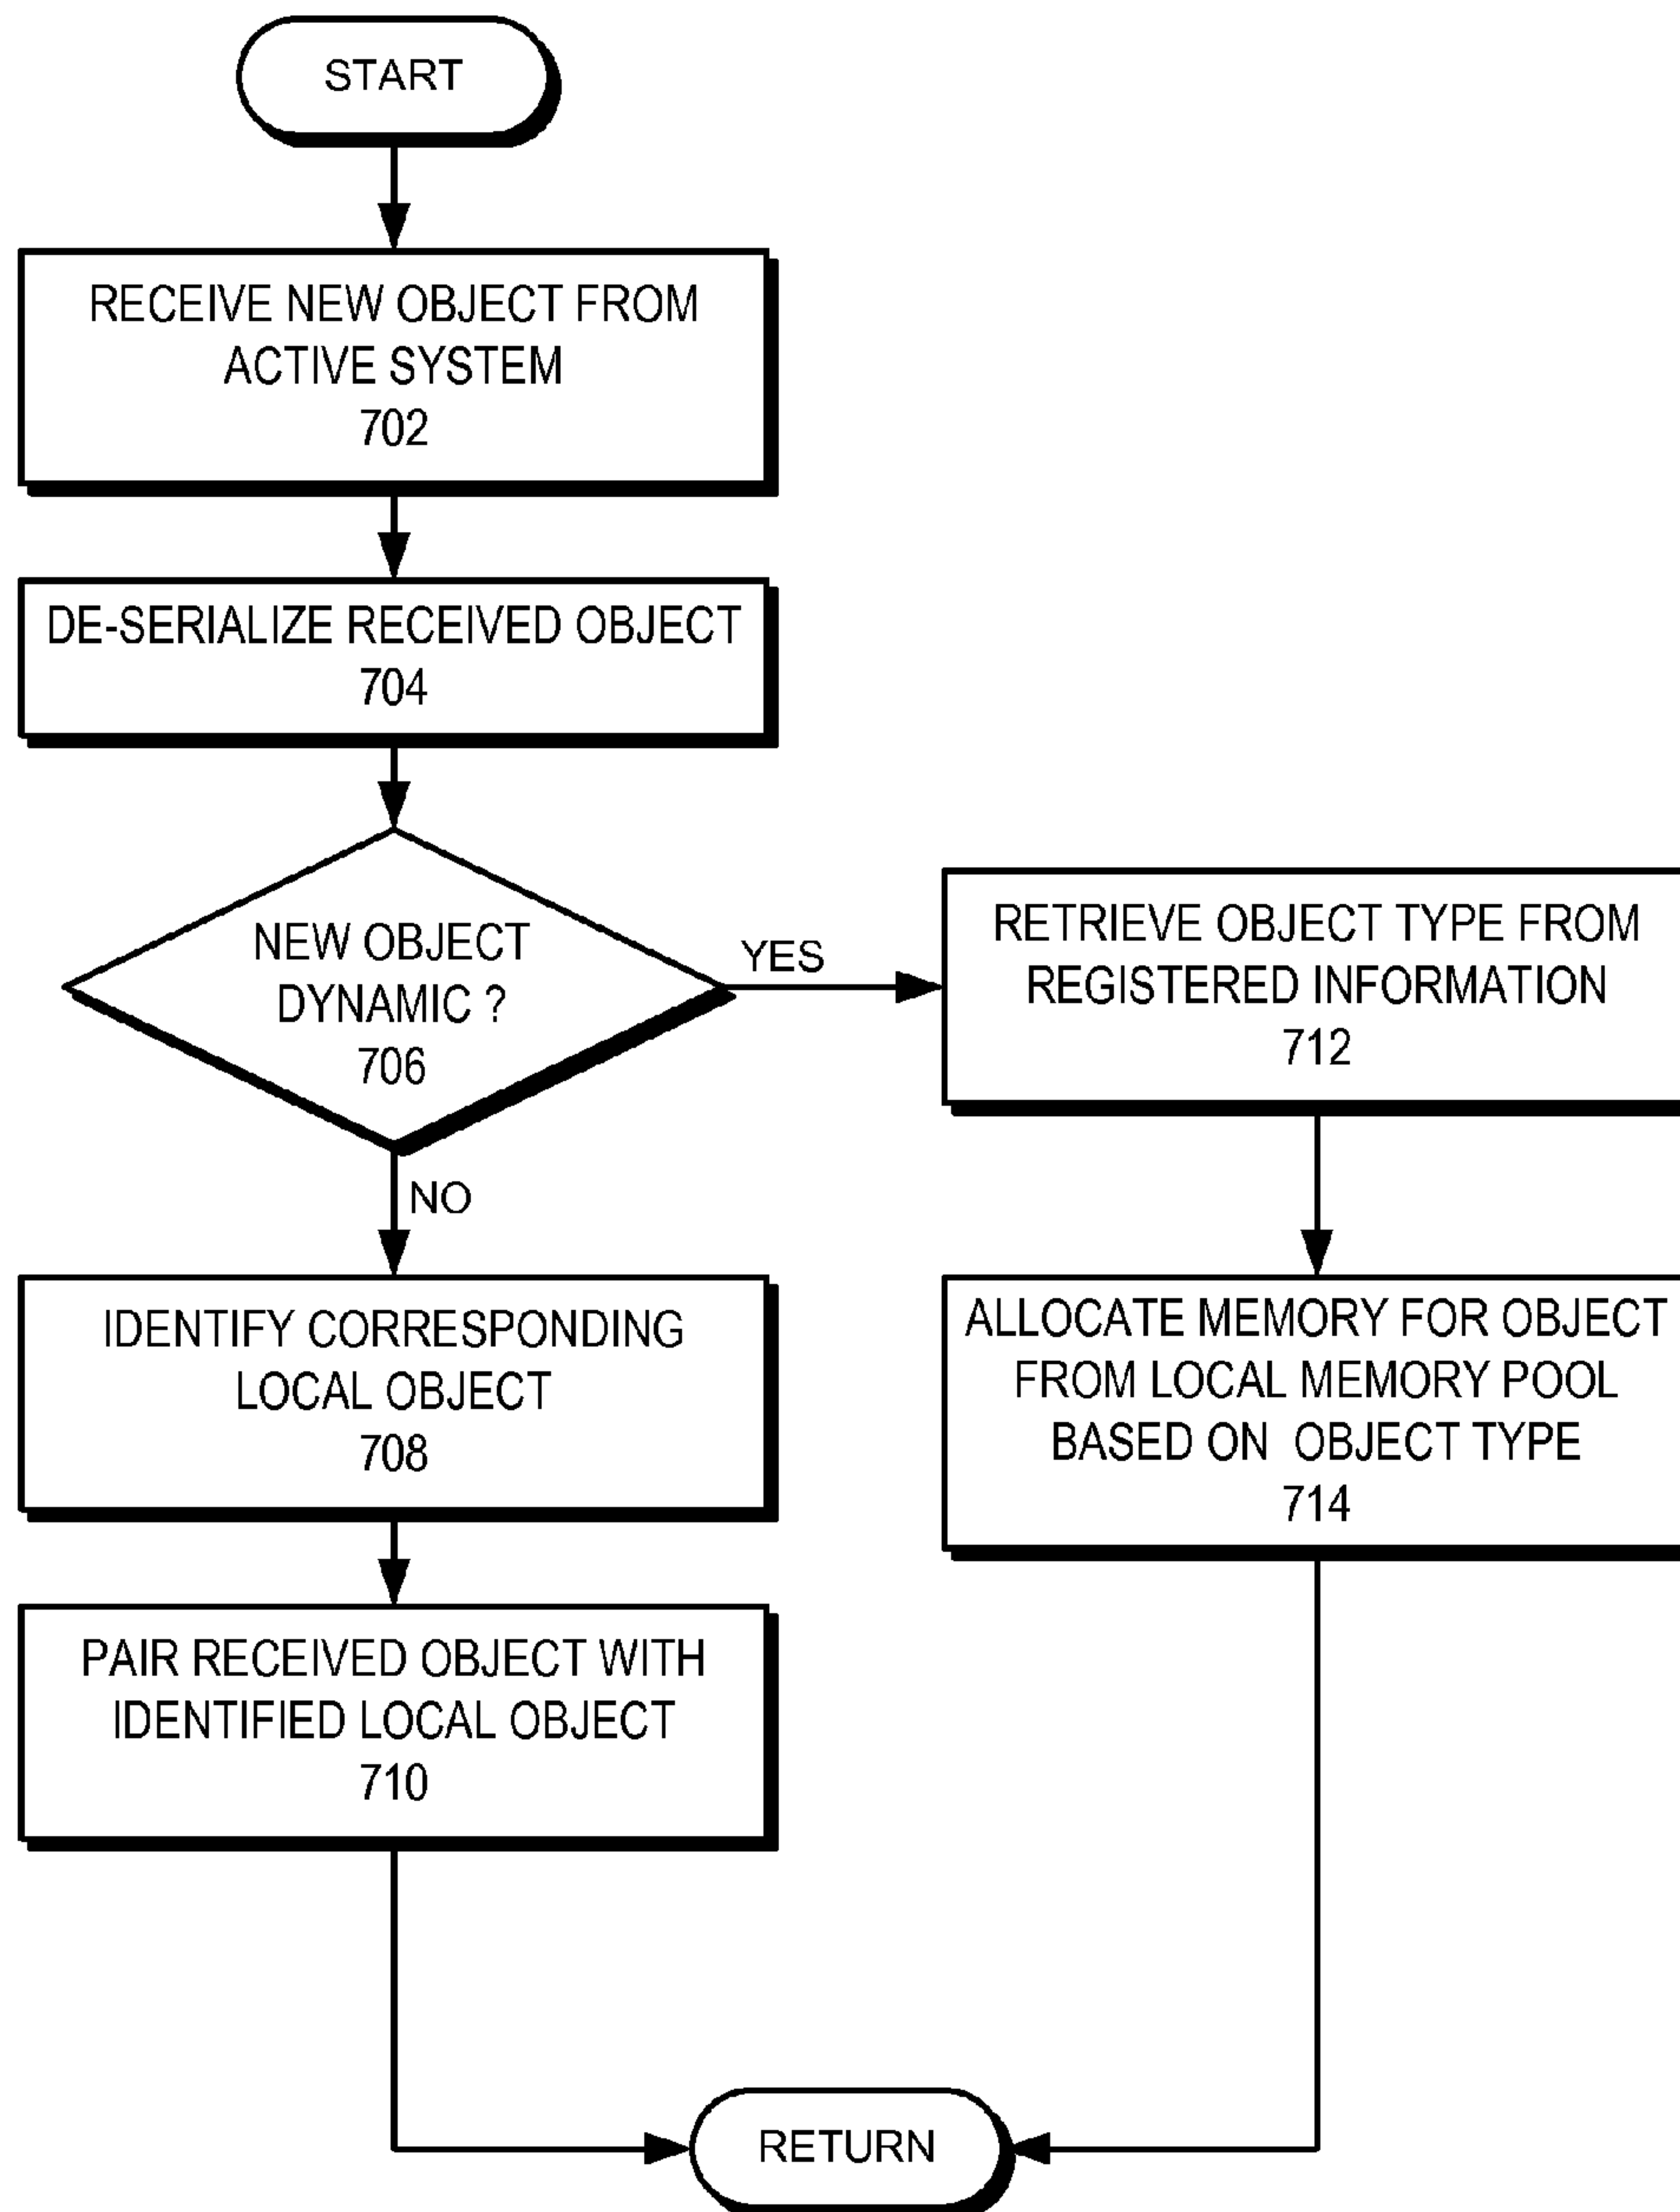 START
RECEIVE NEW OBJECT FROM
ACTIVE SYSTEM
702
DE-SERIALIZE RECEIVED OBJECT
704
NEW OBJECT
DYNAMIC ?
706
YES
NO
RETRIEVE OBJECT TYPE FROM
REGISTERED INFORMATION
712
IDENTIFY CORRESPONDING
LOCAL OBJECT
708
ALLOCATE MEMORY FOR OBJECT
FROM LOCAL MEMORY POOL
BASED ON OBJECT TYPE
714
PAIR RECEIVED OBJECT WITH
IDENTIFIED LOCAL OBJECT
710
RETURN